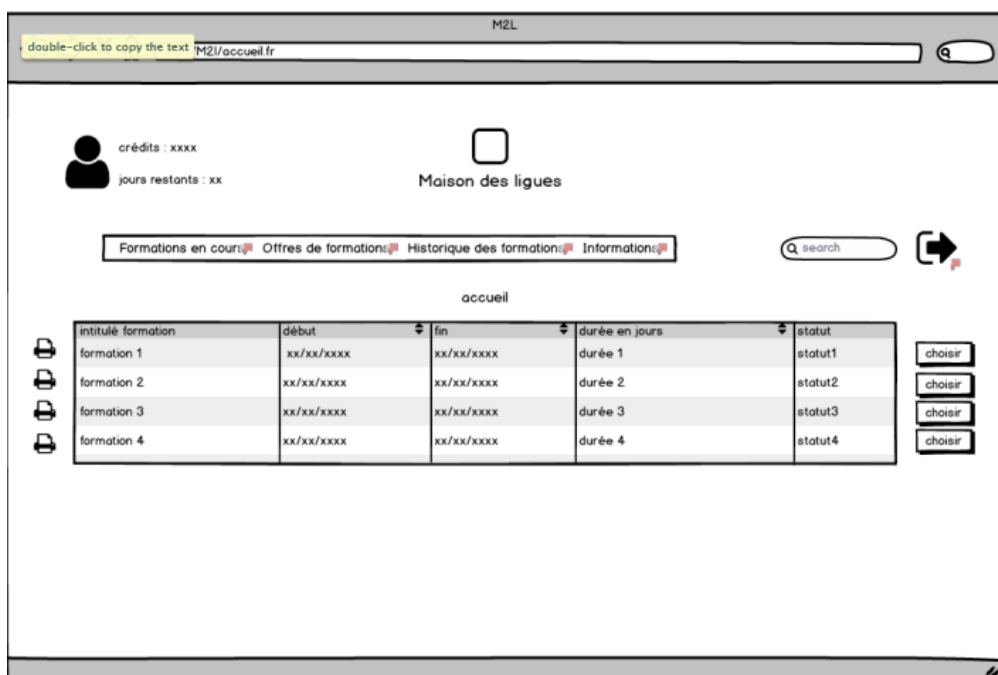 M2L
double-click to copy the text
/M2l/accueil.fr
crédits : xxxx
jours restants : xx
Maison des ligues
Formations en cours Offres de formations Historique des formations Informations
search
accueil
intitulé formation début fin durée en jours statut
formation 1 xx/xx/xxxx xx/xx/xxxx durée 1 statut1 choisir
formation 2 xx/xx/xxxx xx/xx/xxxx durée 2 statut2 choisir
formation 3 xx/xx/xxxx xx/xx/xxxx durée 3 statut3 choisir
formation 4 xx/xx/xxxx xx/xx/xxxx durée 4 statut4 choisir